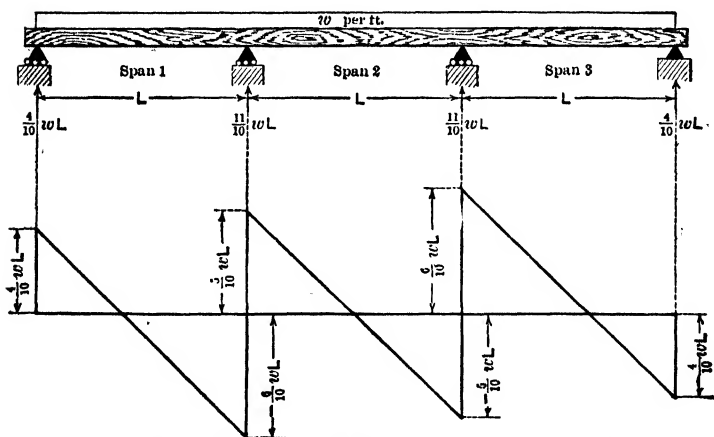 w per ft.
Span 1 Span 2 Span 3
L L L
4/10 wL 11/10 wL 11/10 wL 4/10 wL
4/10 wL
5/10 wL
6/10 wL
6/10 wL
5/10 wL
4/10 wL